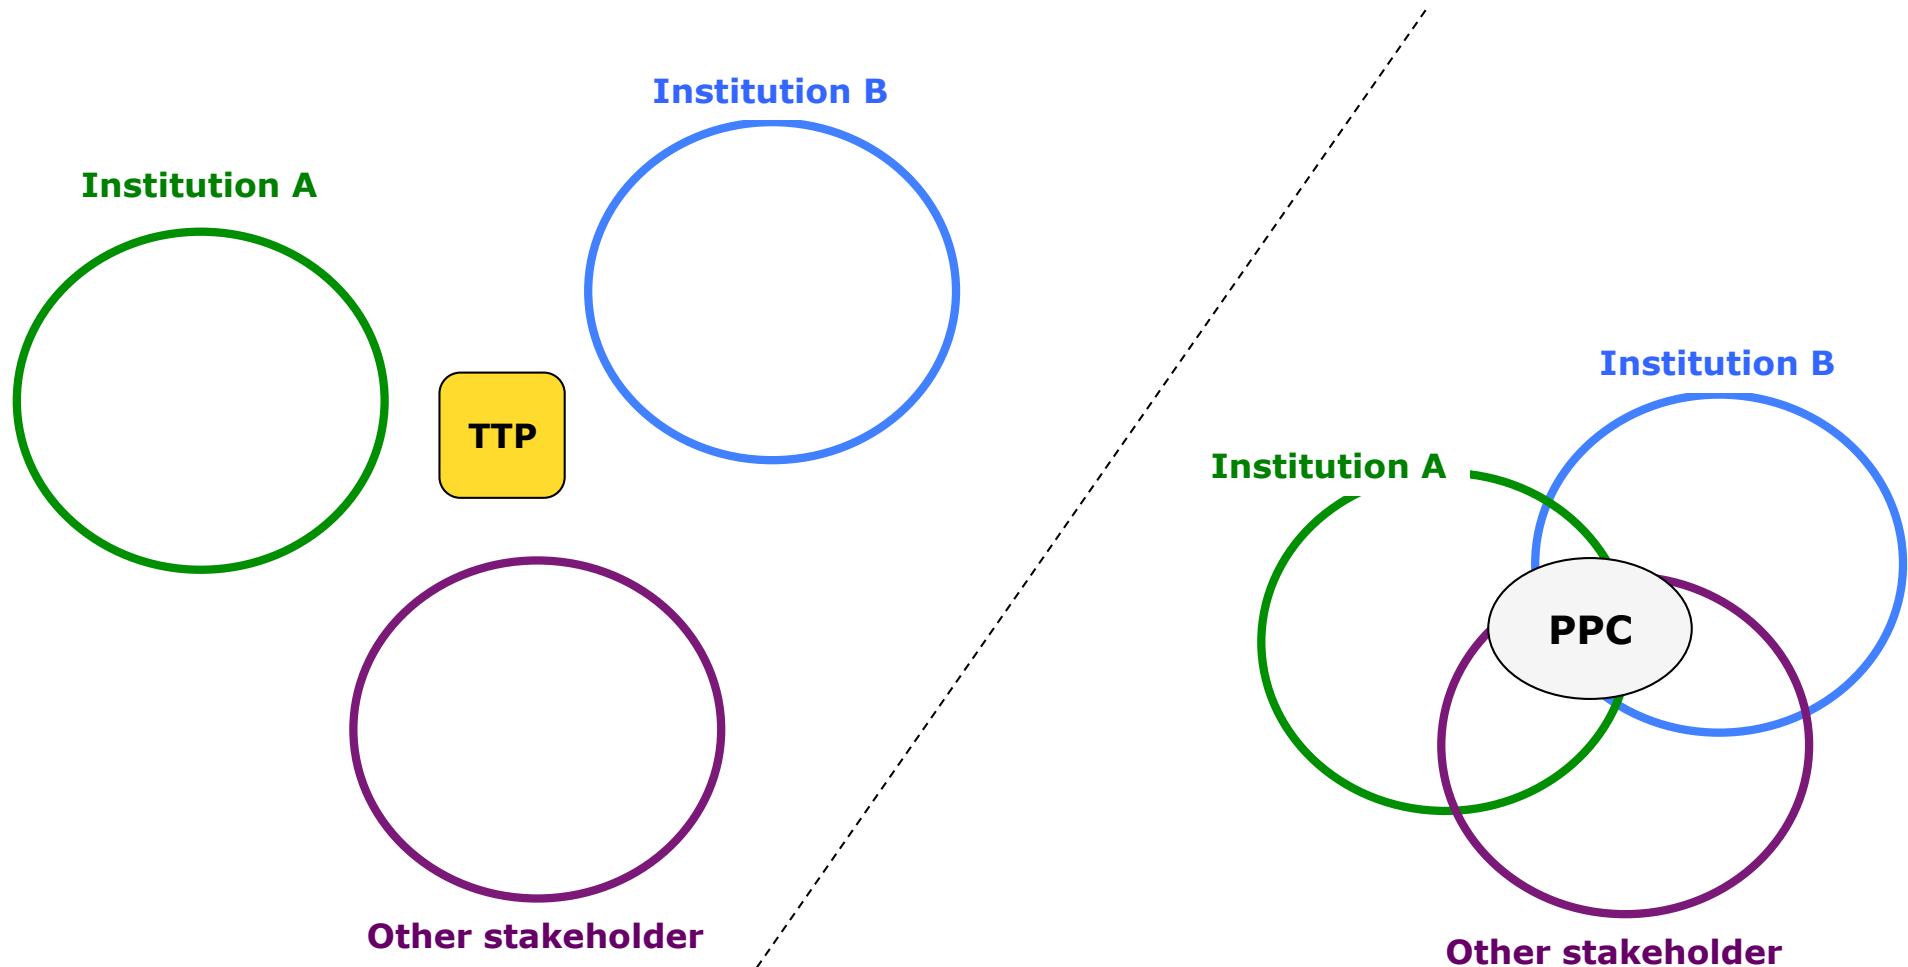 Institution B
Institution A
TTP
Other stakeholder
Institution B
Institution A
PPC
Other stakeholder